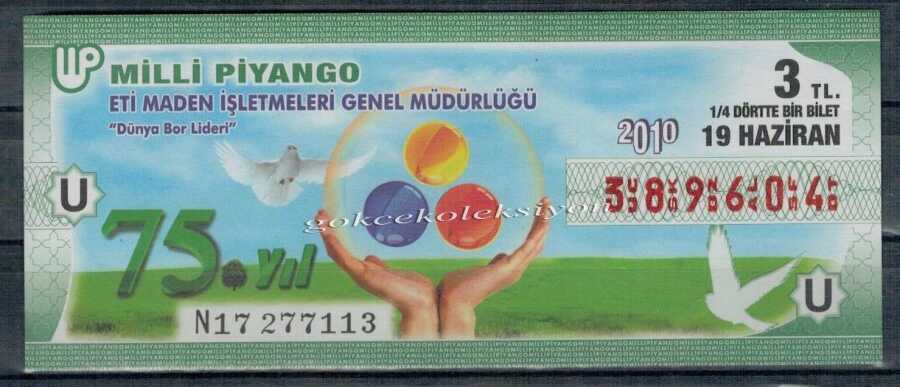 MİLLİ PİYANGO
ETİ MADEN İŞLETMELERİ GENEL MÜDÜRLÜĞÜ
"Dünya Bor Lideri"
3 TL.
1/4 DÖRTTE BİR BİLET
2010
19 HAZİRAN
389604
U
gokcekoleksiyon
75. yıl
U
N17 277113